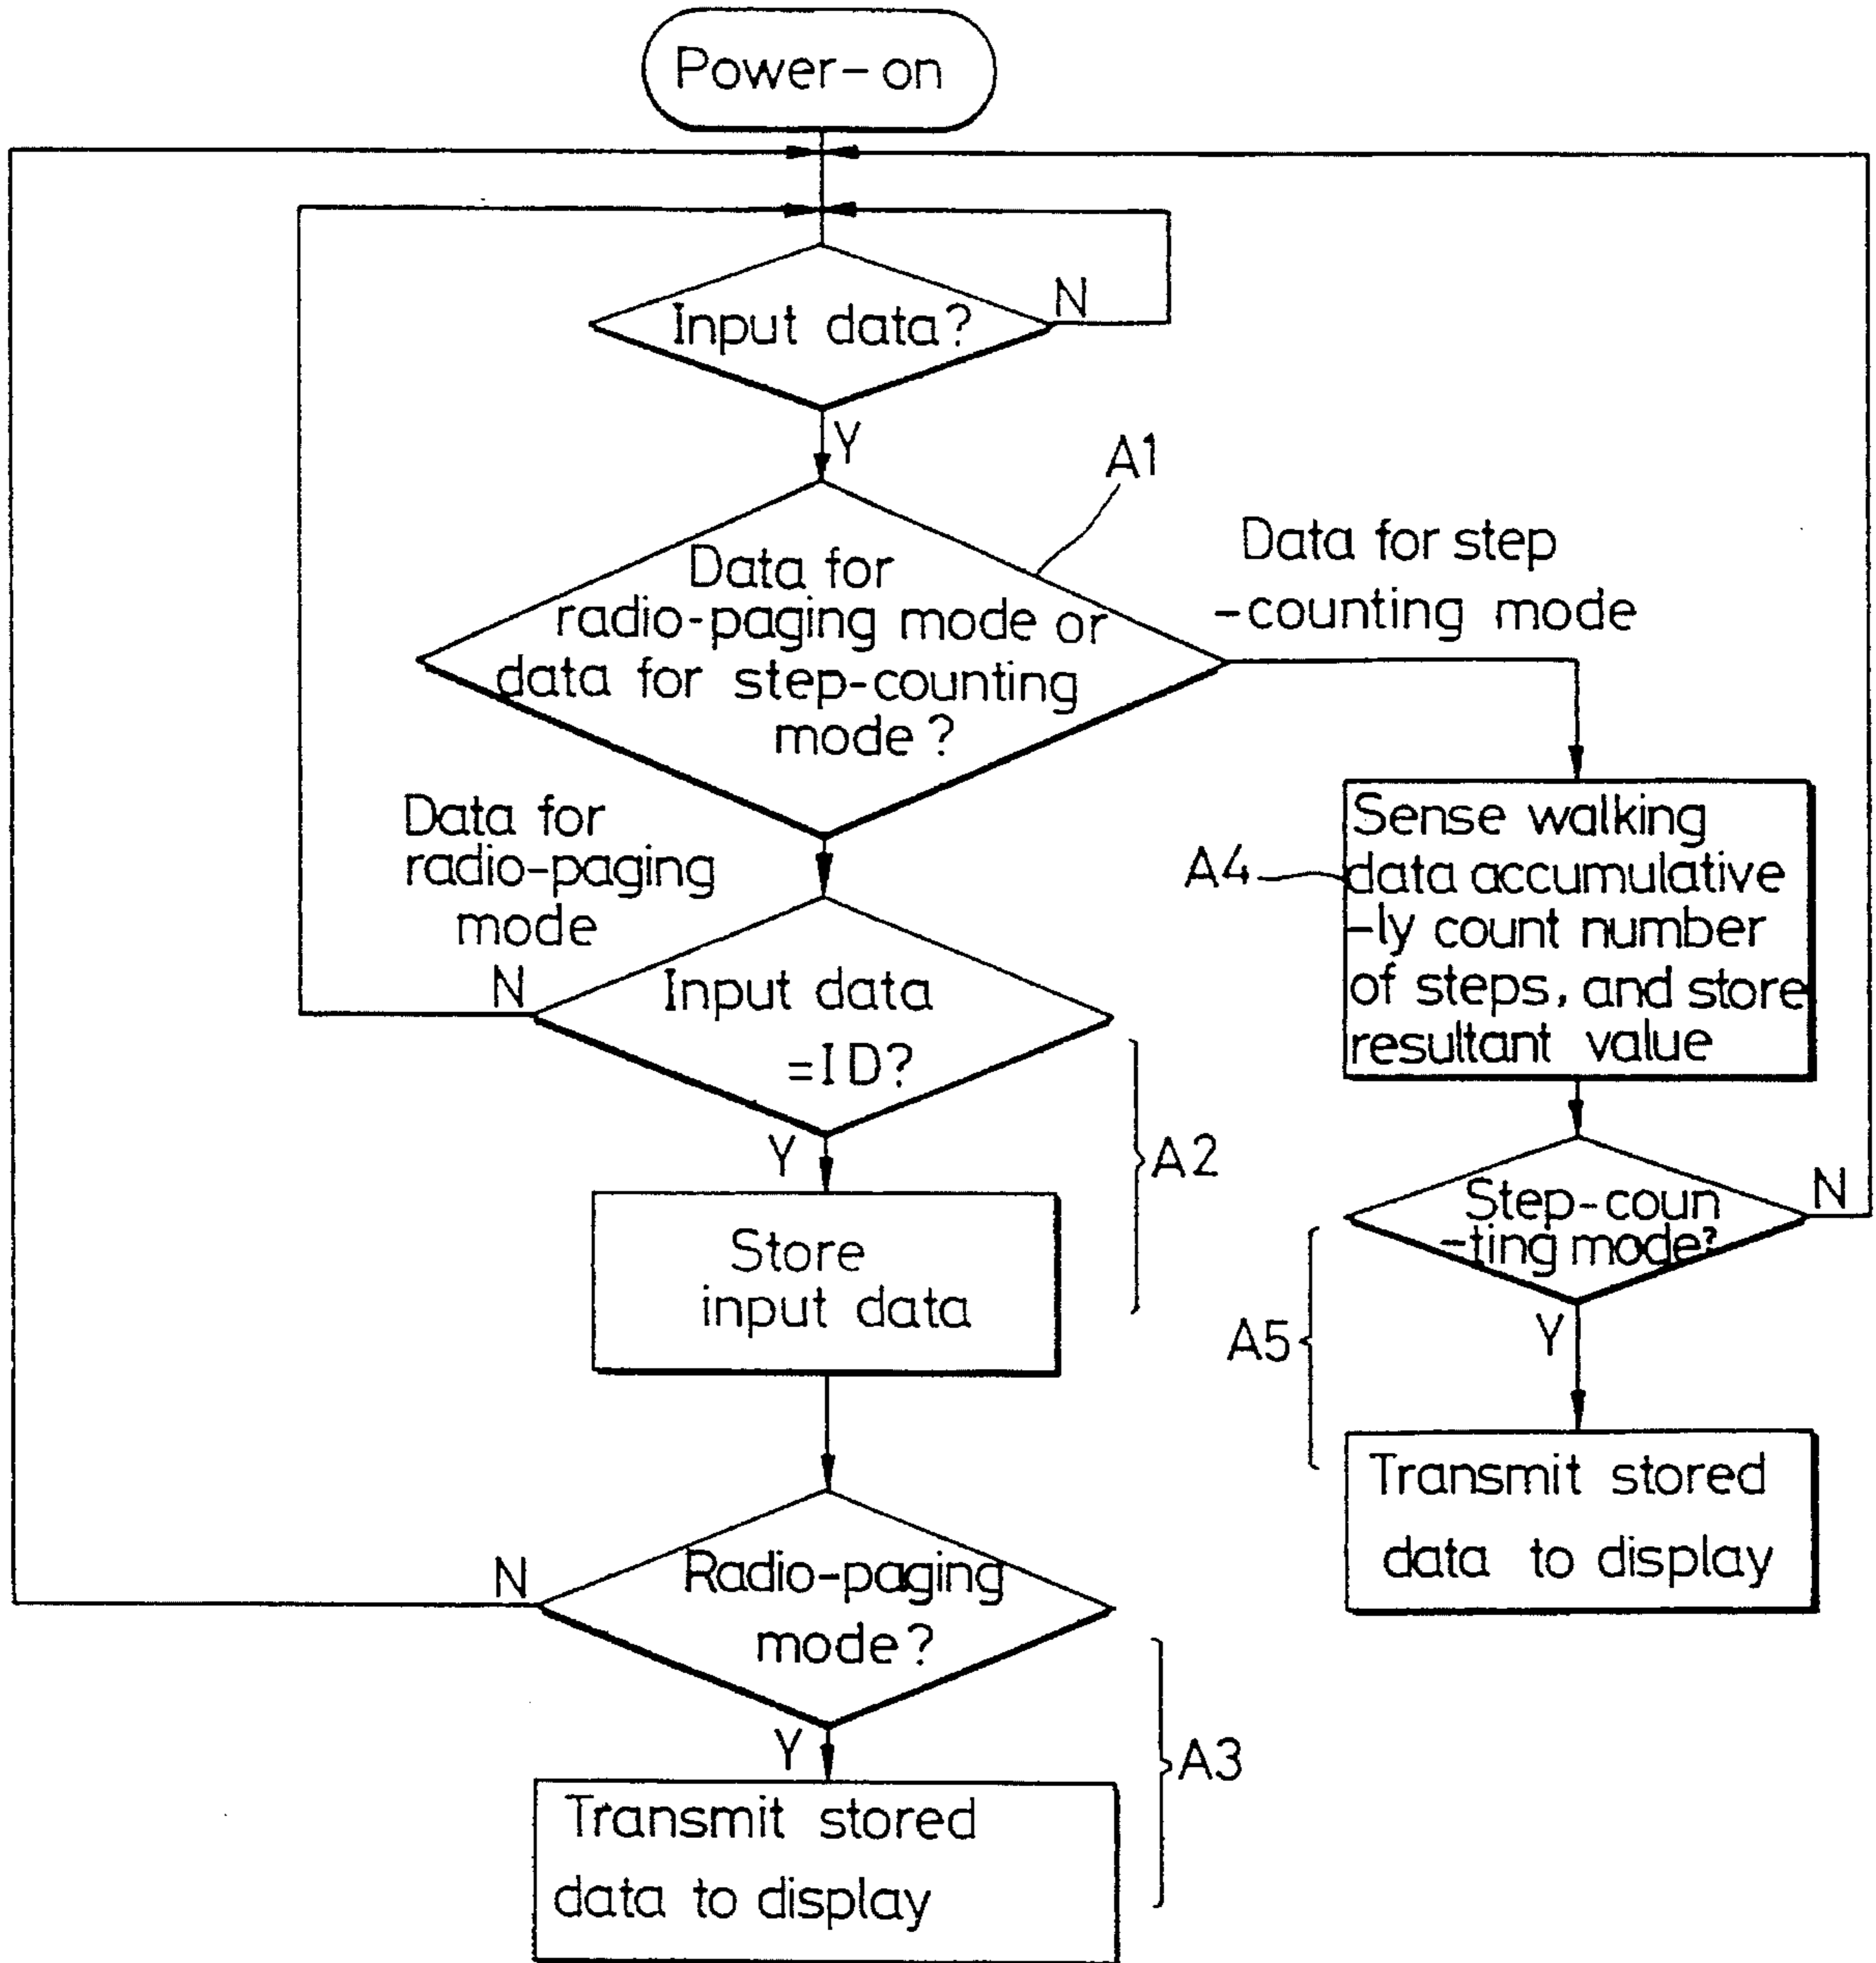 Power-on
Input data?
N
Y
A1
Data for
radio-paging mode or
data for step-counting
mode?
Data for step
-counting mode
Data for
radio-paging
mode
Sense walking
data accumulative
-ly count number
of steps, and store
resultant value
A4
N
Input data
=ID?
Y
A2
Store
input data
Step-coun
-ting mode?
N
Y
A5
Transmit stored
data to display
N
Radio-paging
mode?
Y
A3
Transmit stored
data to display